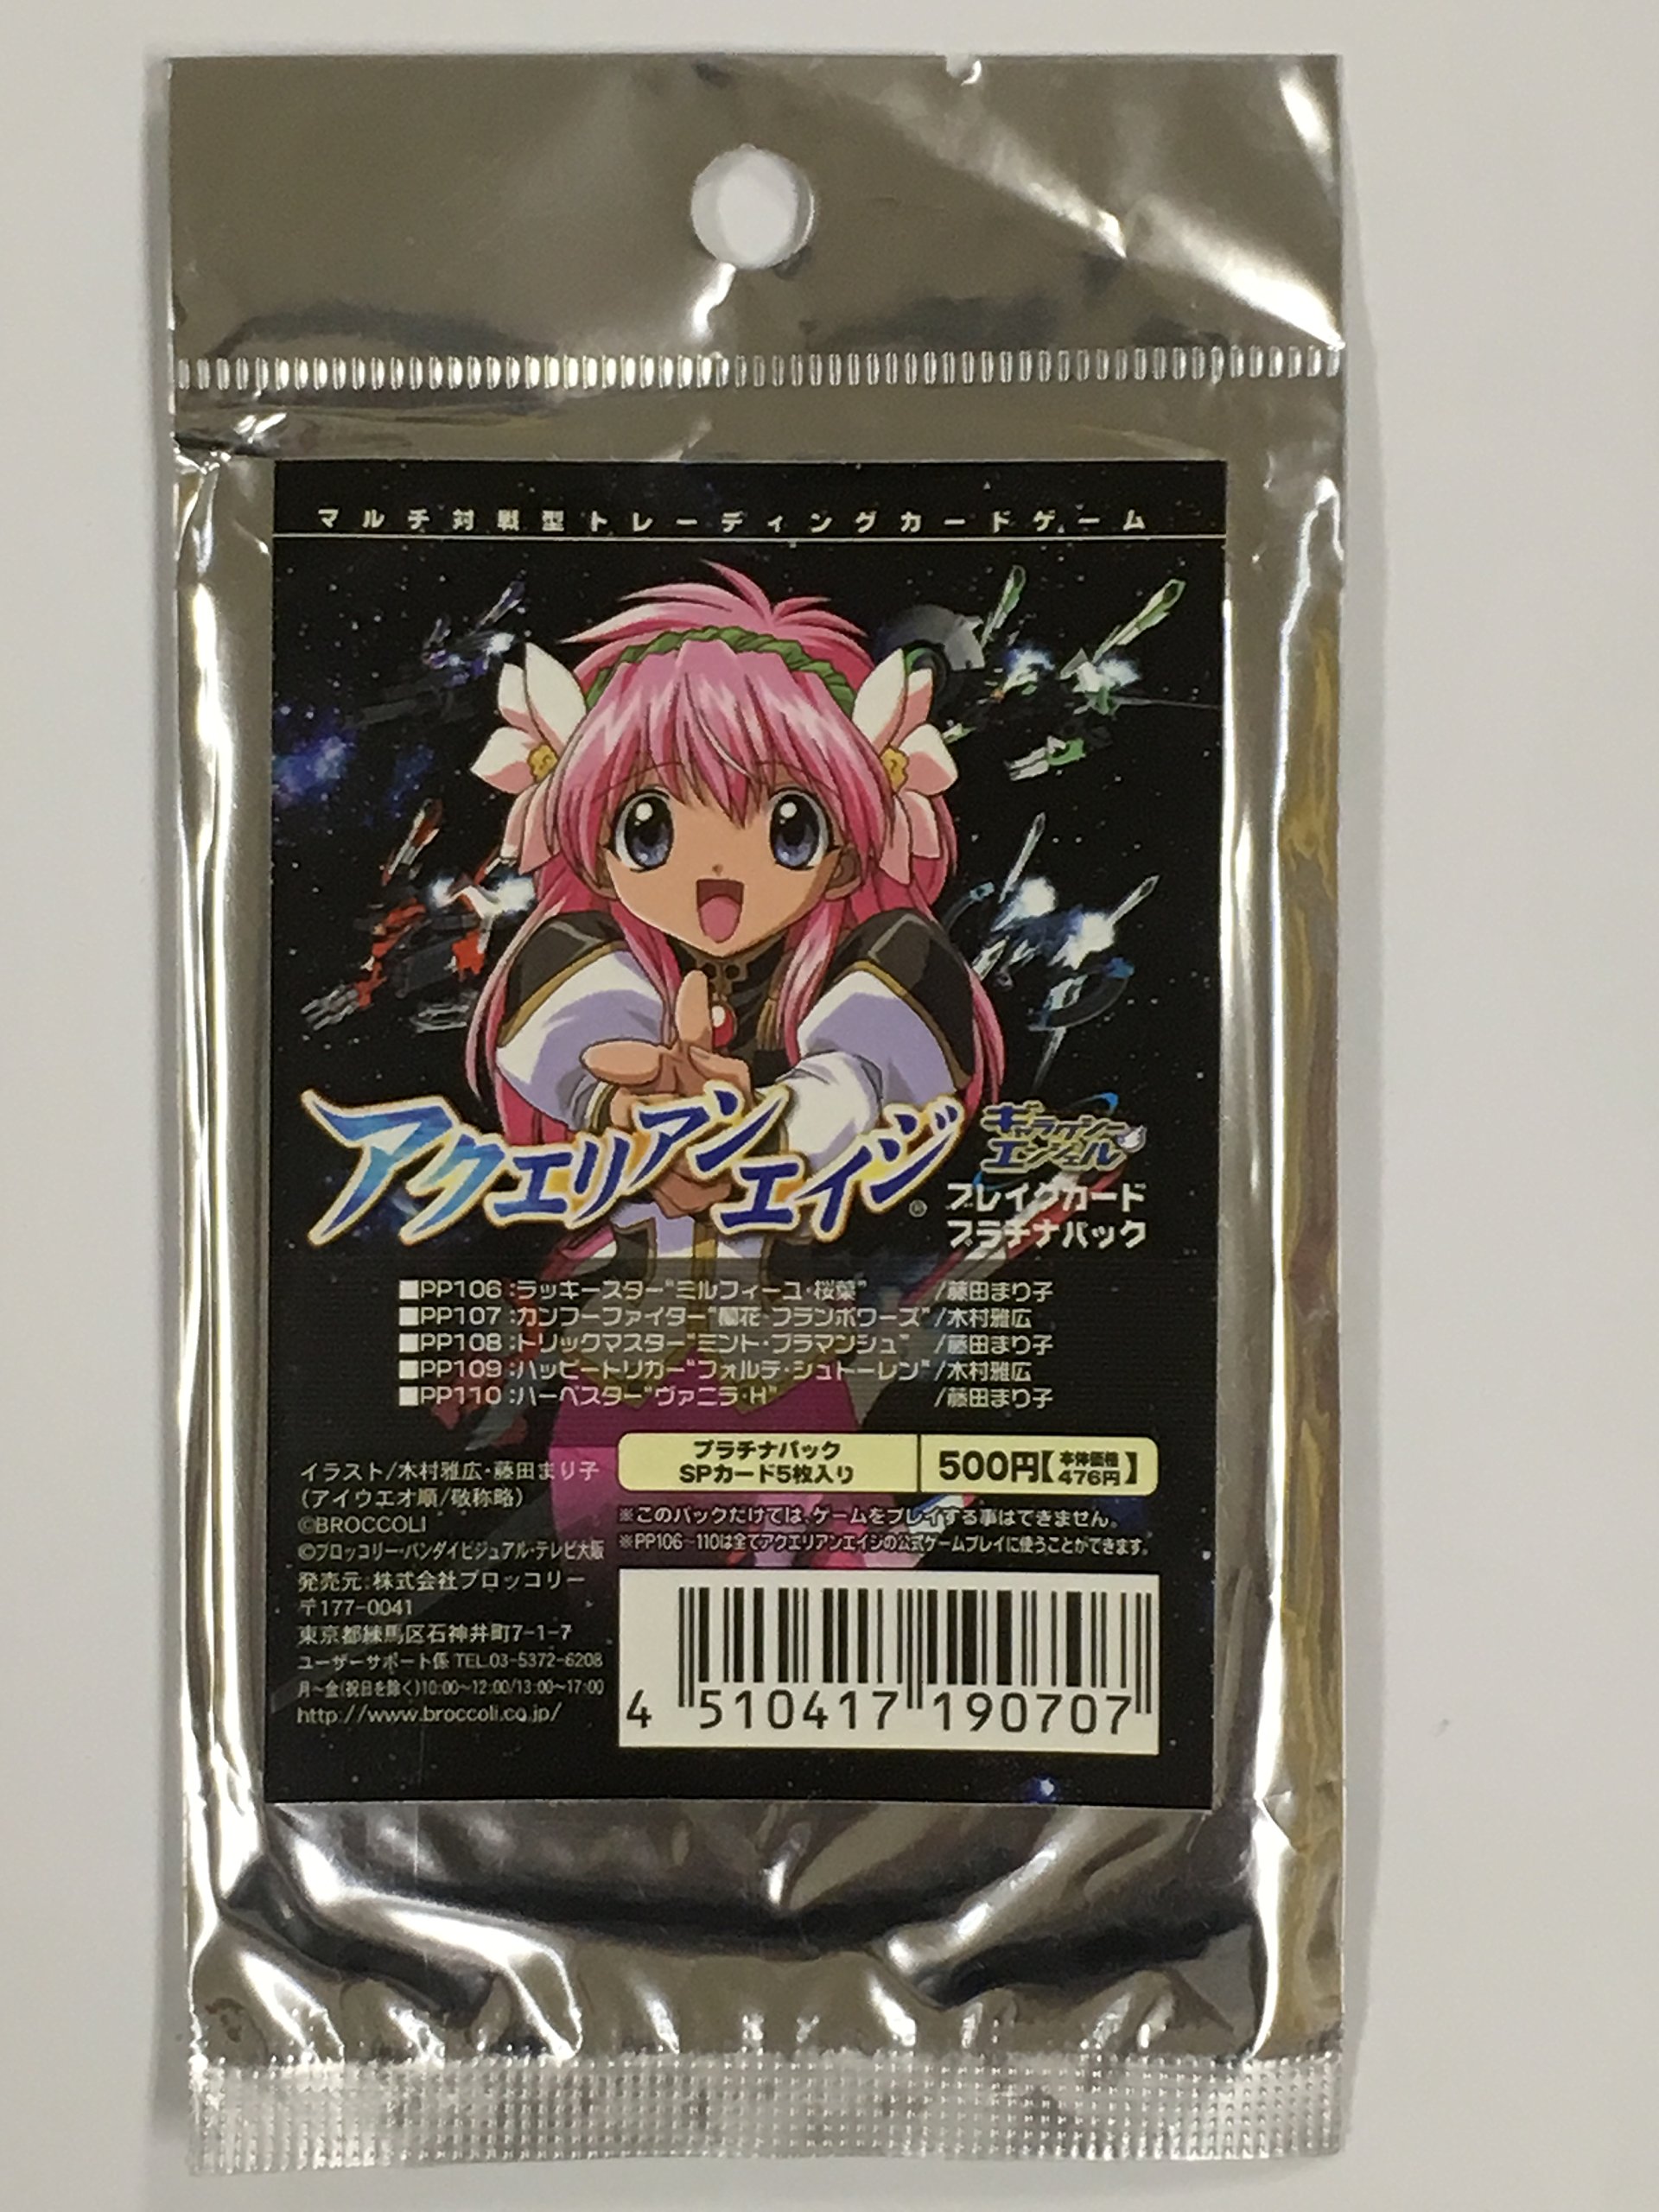 マルチ対戦型トレーディングカードゲーム
アクエリアンエイジ®
ギャラクシー
エンジェル
ブレイクカード
プラチナパック
■PP106:ラッキースター"ミルフィーユ・桜葉" /藤田まり子
■PP107:カンフーファイター"蘭花・フランボワーズ"/木村雅広
■PP108:トリックマスター"ミント・ブラマンシュ" /藤田まり子
■PP109:ハッピートリガー"フォルテ・シュトーレン"/木村雅広
■PP110:ハーベスター"ヴァニラ・H" /藤田まり子
プラチナパック
SPカード5枚入り
500円【本体価格476円】
イラスト/木村雅広・藤田まり子
(アイウエオ順/敬称略)
©BROCCOLI
©ブロッコリー・バンダイビジュアル・テレビ大阪
発売元:株式会社ブロッコリー
〒177-0041
東京都練馬区石神井町7-1-7
ユーザーサポート係 TEL.03-5372-6208
月〜金(祝日を除く)10:00〜12:00/13:00〜17:00
http://www.broccoli.co.jp/
※このパックだけでは、ゲームをプレイする事はできません。
※PP106〜110は全てアクエリアンエイジの公式ゲームプレイに使うことができます。
4 510417 190707